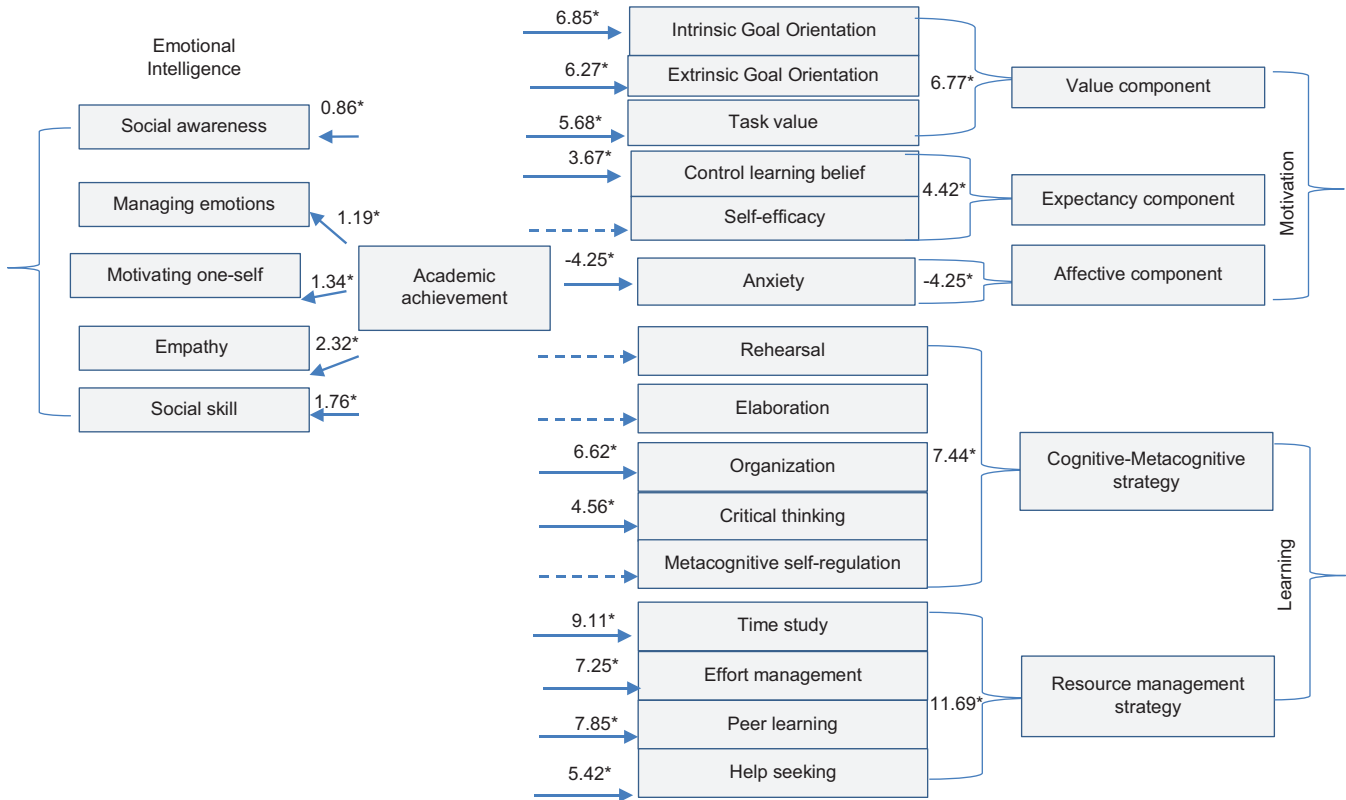 Emotional
Intelligence
Social awareness
0.86*
Managing emotions
1.19*
Motivating one-self
1.34*
Empathy
2.32*
Social skill
1.76*
Academic
achievement
6.85*
Intrinsic Goal Orientation
6.27*
Extrinsic Goal Orientation
5.68*
Task value
6.77*
Value component
3.67*
Control learning belief
Self-efficacy
4.42*
Expectancy component
-4.25*
Anxiety
-4.25*
Affective component
Motivation
Rehearsal
Elaboration
6.62*
Organization
4.56*
Critical thinking
Metacognitive self-regulation
7.44*
Cognitive-Metacognitive
strategy
9.11*
Time study
7.25*
Effort management
7.85*
Peer learning
5.42*
Help seeking
11.69*
Resource management
strategy
Learning